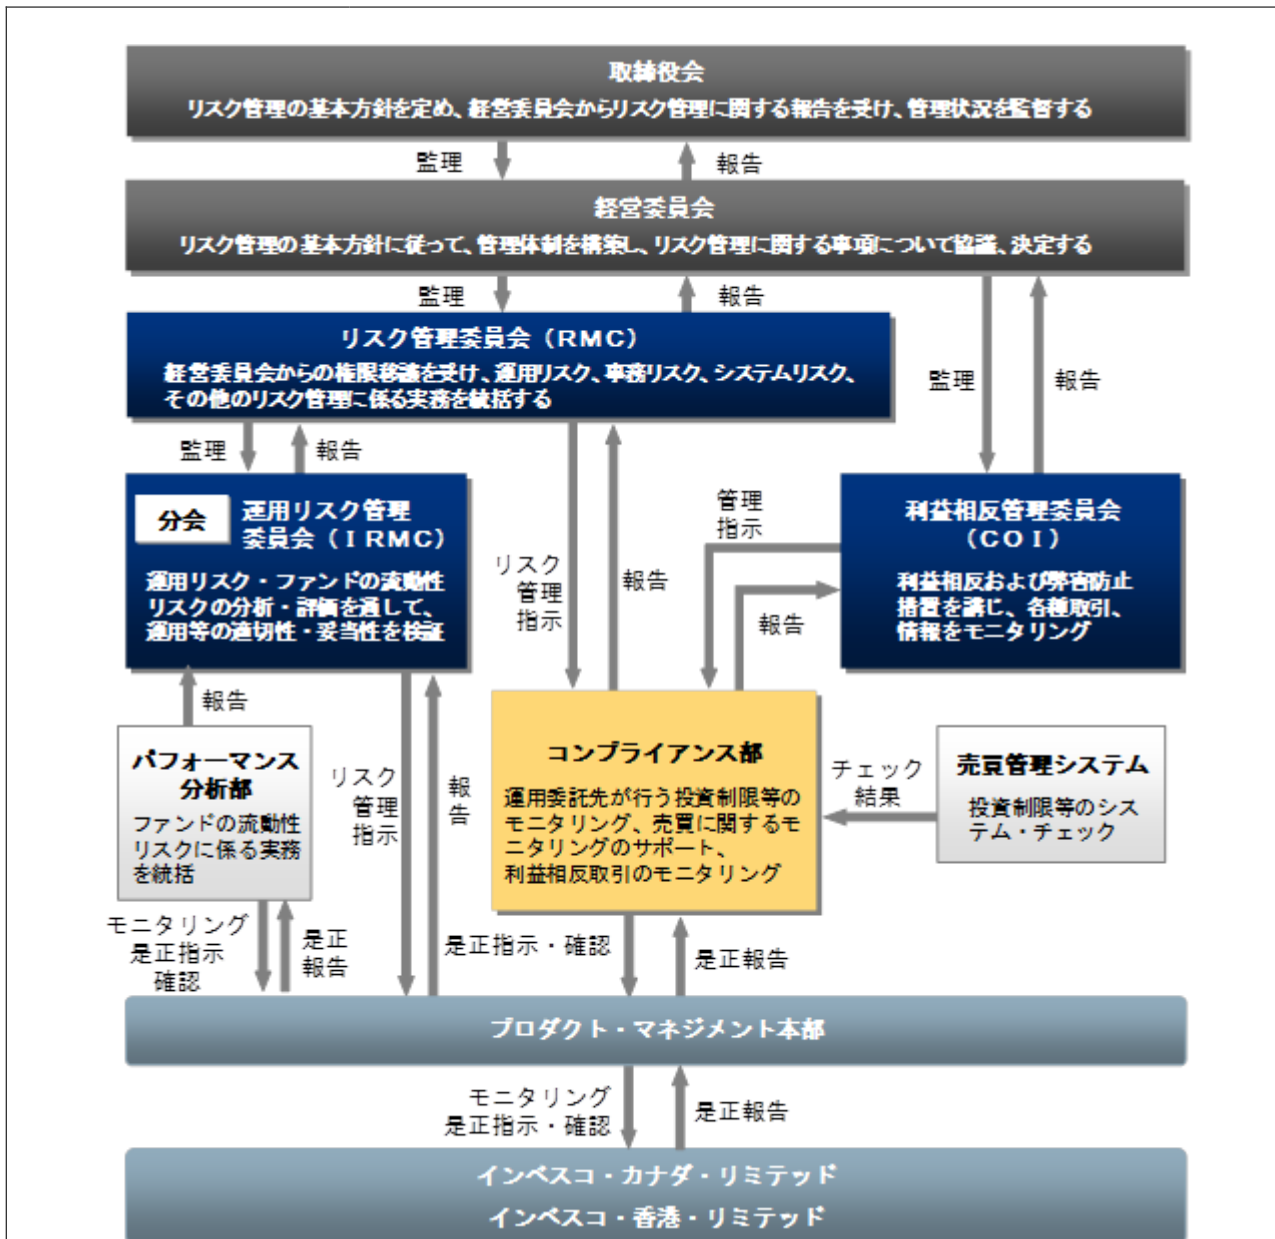 取締役会
リスク管理の基本方針を定め、経営委員会からリスク管理に関する報告を受け、管理状況を監督する
監理
報告
経営委員会
リスク管理の基本方針に従って、管理体制を構築し、リスク管理に関する事項について協議、決定する
監理
報告
リスク管理委員会（ＲＭＣ）
経営委員会からの権限移譲を受け、運用リスク、事務リスク、システムリスク、
その他のリスク管理に係る実務を統括する
監理
報告
監理
報告
分会
運用リスク管理
委員会（ＩＲＭＣ）
運用リスク・ファンドの流動性
リスクの分析・評価を通して、
運用等の適切性・妥当性を検証
リスク
管理
指示
報告
管理
指示
報告
利益相反管理委員会
（ＣＯＩ）
利益相反および弊害防止
措置を講じ、各種取引、
情報をモニタリング
報告
パフォーマンス
分析部
ファンドの流動性
リスクに係る実務
を統括
リスク
管理
指示
報
告
コンプライアンス部
運用委託先が行う投資制限等の
モニタリング、売買に関するモ
ニタリングのサポート、
利益相反取引のモニタリング
チェック
結果
売買管理システム
投資制限等のシス
テム・チェック
モニタリング
是正指示
確認
是正
報告
是正指示・確認
是正報告
プロダクト・マネジメント本部
モニタリング
是正指示・確認
是正報告
インベスコ・カナダ・リミテッド
インベスコ・香港・リミテッド